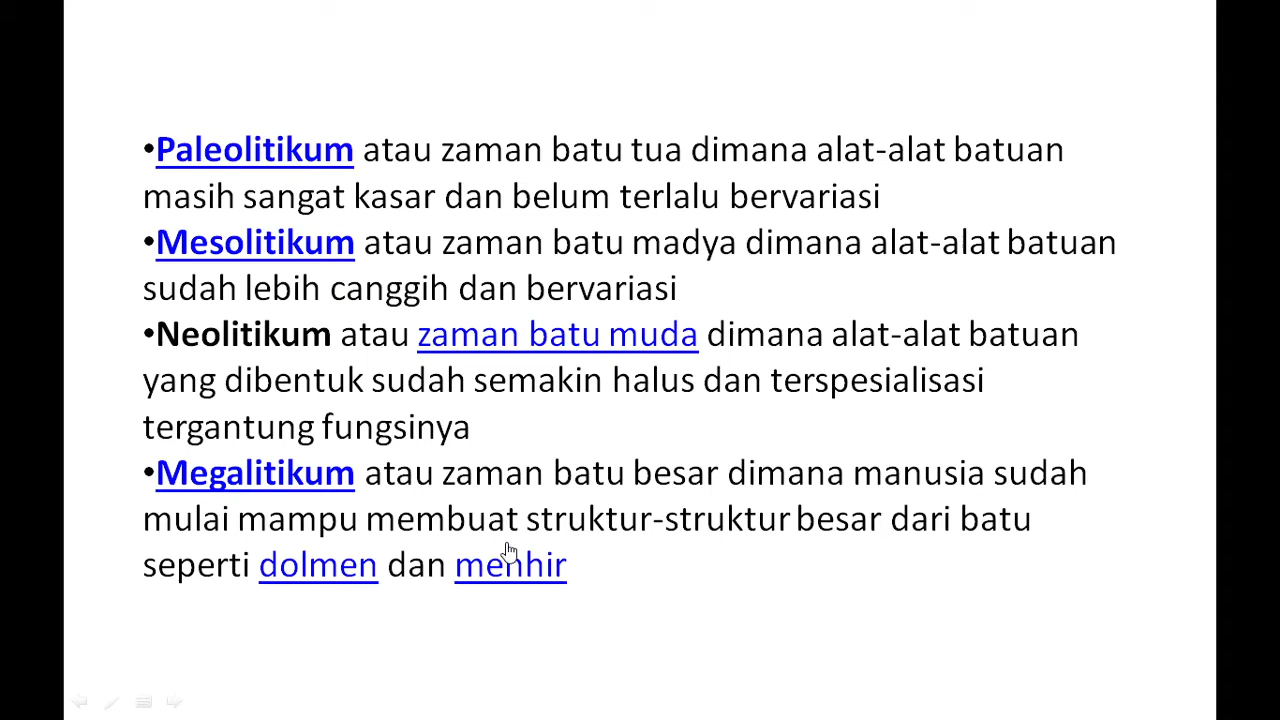 •Paleolitikum atau zaman batu tua dimana alat-alat batuan
masih sangat kasar dan belum terlalu bervariasi
•Mesolitikum atau zaman batu madya dimana alat-alat batuan
sudah lebih canggih dan bervariasi
•Neolitikum atau zaman batu muda dimana alat-alat batuan
yang dibentuk sudah semakin halus dan terspesialisasi
tergantung fungsinya
•Megalitikum atau zaman batu besar dimana manusia sudah
mulai mampu membuat struktur-struktur besar dari batu
seperti dolmen dan menhir